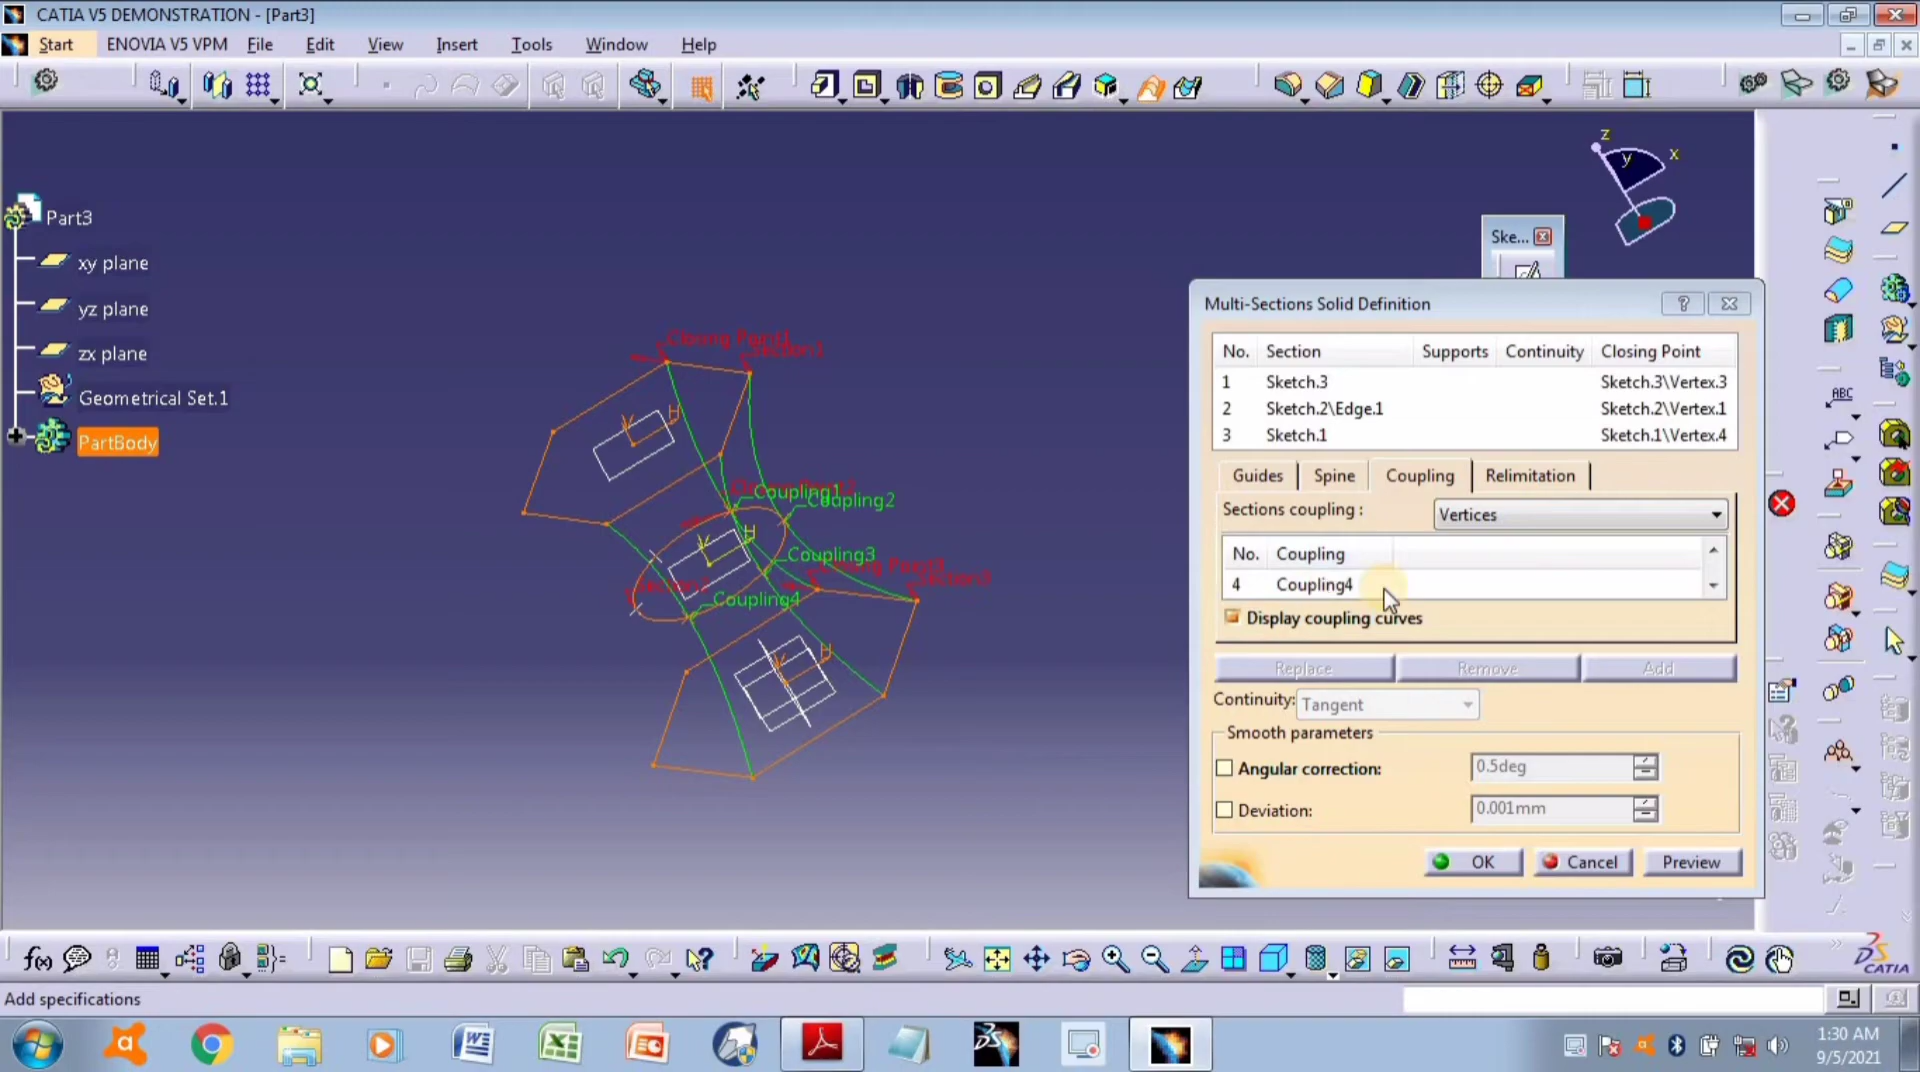 CATIA V5 DEMONSTRATION - [Part3]
Start ENOVIA V5 VPM File Edit View Insert Tools Window Help
Part3
xy plane
yz plane
zx plane
Geometrical Set.1
PartBody
z
y
x
Ske...
Closing Point1
Section1
V H
Coupling1
Coupling2
V H
Coupling3
Coupling4
V H
Multi-Sections Solid Definition
No. Section Supports Continuity Closing Point
1 Sketch.3 Sketch.3\Vertex.3
2 Sketch.2\Edge.1 Sketch.2\Vertex.1
3 Sketch.1 Sketch.1\Vertex.4
Guides Spine Coupling Relimitation
Sections coupling : Vertices
No. Coupling
4 Coupling4
Display coupling curves
Replace Remove Add
Continuity: Tangent
Smooth parameters
Angular correction: 0.5deg
Deviation: 0.001mm
OK Cancel Preview
ABC
f(x)
CATIA
Add specifications
1:30 AM
9/5/2021